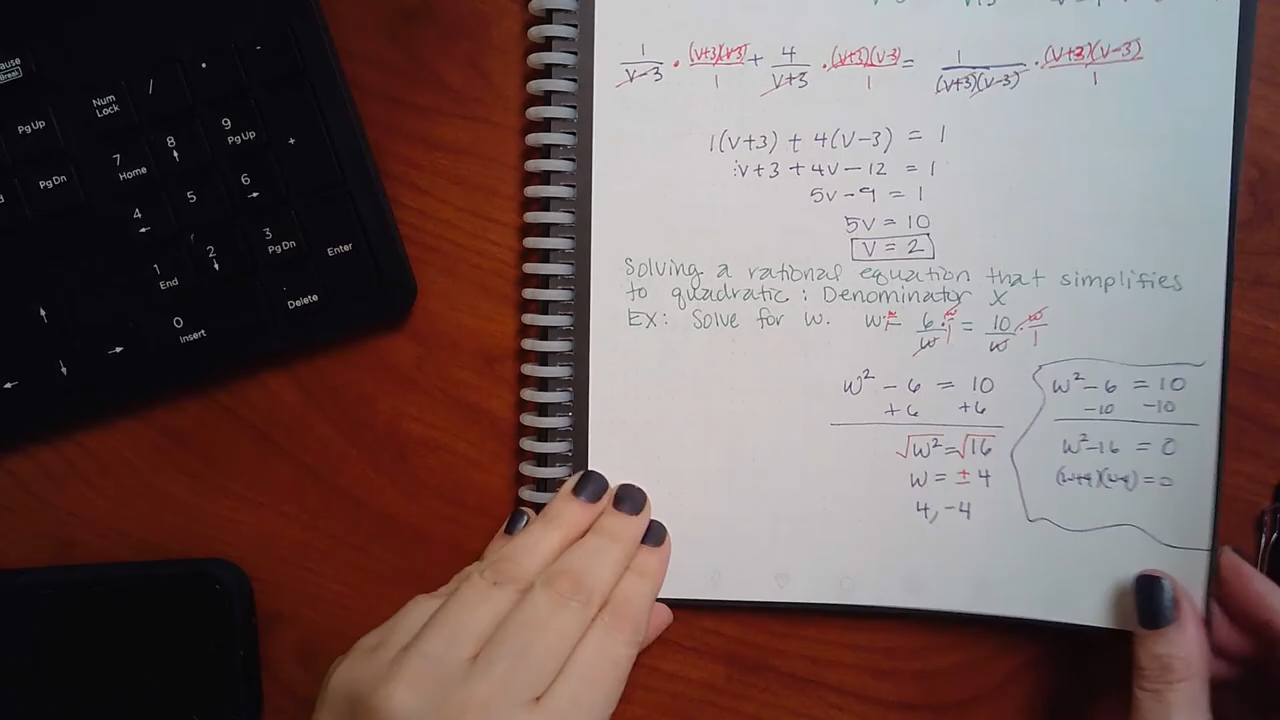 Pause
Break
Num
Lock
/
.
-
PgUp
7
Home
8
9
PgUp
+
PgDn
4
5
6
1
End
2
3
PgDn
Enter
0
Insert
Delete
1/(v-3) · (v+3)(v-3)/1 + 4/(v+3) · (v+3)(v-3)/1 = 1/((v+3)(v-3)) · (v+3)(v-3)/1
1(v+3) + 4(v-3) = 1
v+3 + 4v - 12 = 1
5v - 9 = 1
5v = 10
v = 2
Solving a rational equation that simplifies
to quadratic: Denominator x
EX: Solve for w. w·w - 6/w · w/1 = 10/w · w/1
w² - 6 = 10
+6 +6
√w² = √16
w = ± 4
4, -4
w² - 6 = 10
-10 -10
w² - 16 = 0
(w+4)(w-4) = 0